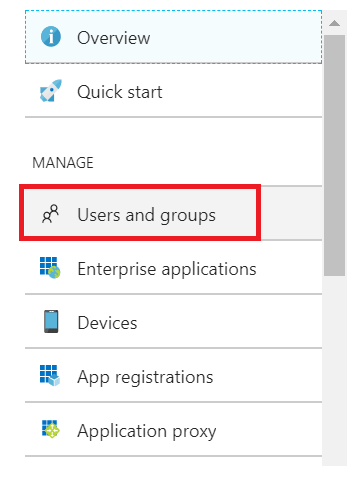 Overview
Quick start
MANAGE
Users and groups
Enterprise applications
Devices
App registrations
Application proxy